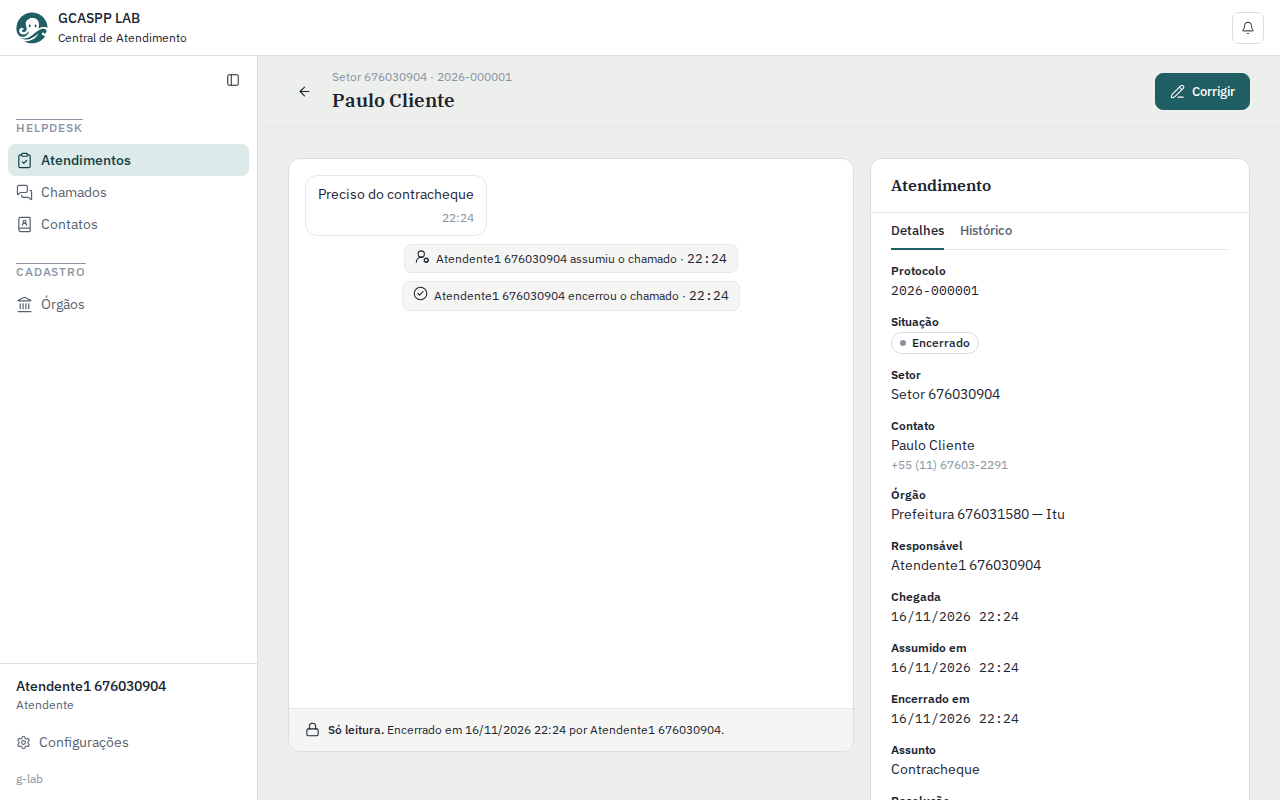 GCASPP LAB
Central de Atendimento
HELPDESK
Atendimentos
Chamados
Contatos
CADASTRO
Órgãos
Atendente1 676030904
Atendente
Configurações
g-lab
Setor 676030904 · 2026-000001
Paulo Cliente
Corrigir
Preciso do contracheque
22:24
Atendente1 676030904 assumiu o chamado · 22:24
Atendente1 676030904 encerrou o chamado · 22:24
Só leitura. Encerrado em 16/11/2026 22:24 por Atendente1 676030904.
Atendimento
Detalhes Histórico
Protocolo
2026-000001
Situação
Encerrado
Setor
Setor 676030904
Contato
Paulo Cliente
+55 (11) 67603-2291
Órgão
Prefeitura 676031580 — Itu
Responsável
Atendente1 676030904
Chegada
16/11/2026 22:24
Assumido em
16/11/2026 22:24
Encerrado em
16/11/2026 22:24
Assunto
Contracheque